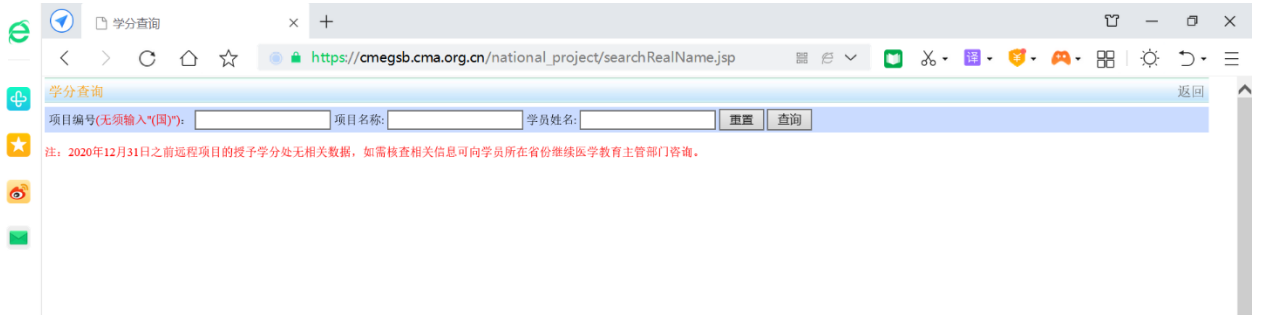 学分查询
https://cmegsb.cma.org.cn/national_project/searchRealName.jsp
译
学分查询 返回
项目编号(无须输入"(国)"): 项目名称: 学员姓名: 重置 查询
注：2020年12月31日之前远程项目的授予学分处无相关数据，如需核查相关信息可向学员所在省份继续医学教育主管部门咨询。